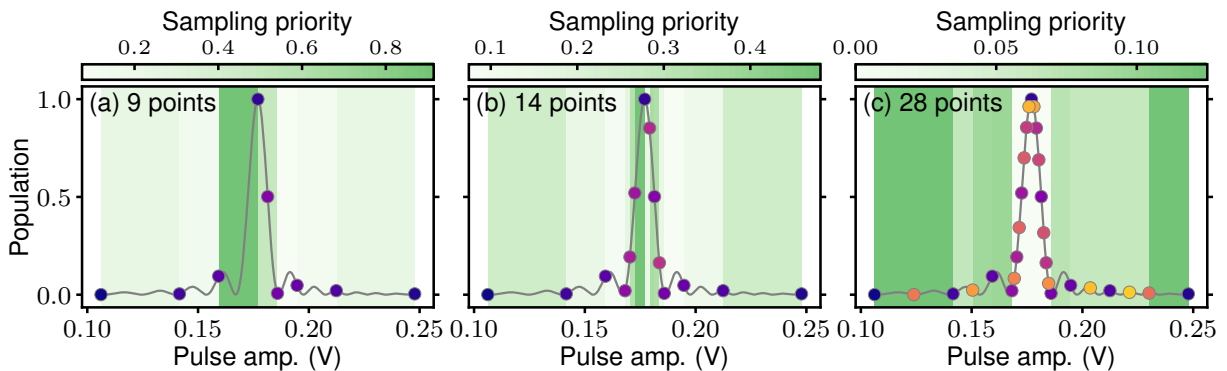 Sampling priority Sampling priority Sampling priority
0.2 0.4 0.6 0.8 0.1 0.2 0.3 0.4 0.00 0.05 0.10
1.0 (a) 9 points (b) 14 points (c) 28 points
Population
0.5
0.0
0.10 0.15 0.20 0.25 0.10 0.15 0.20 0.25 0.10 0.15 0.20 0.25
Pulse amp. (V) Pulse amp. (V) Pulse amp. (V)